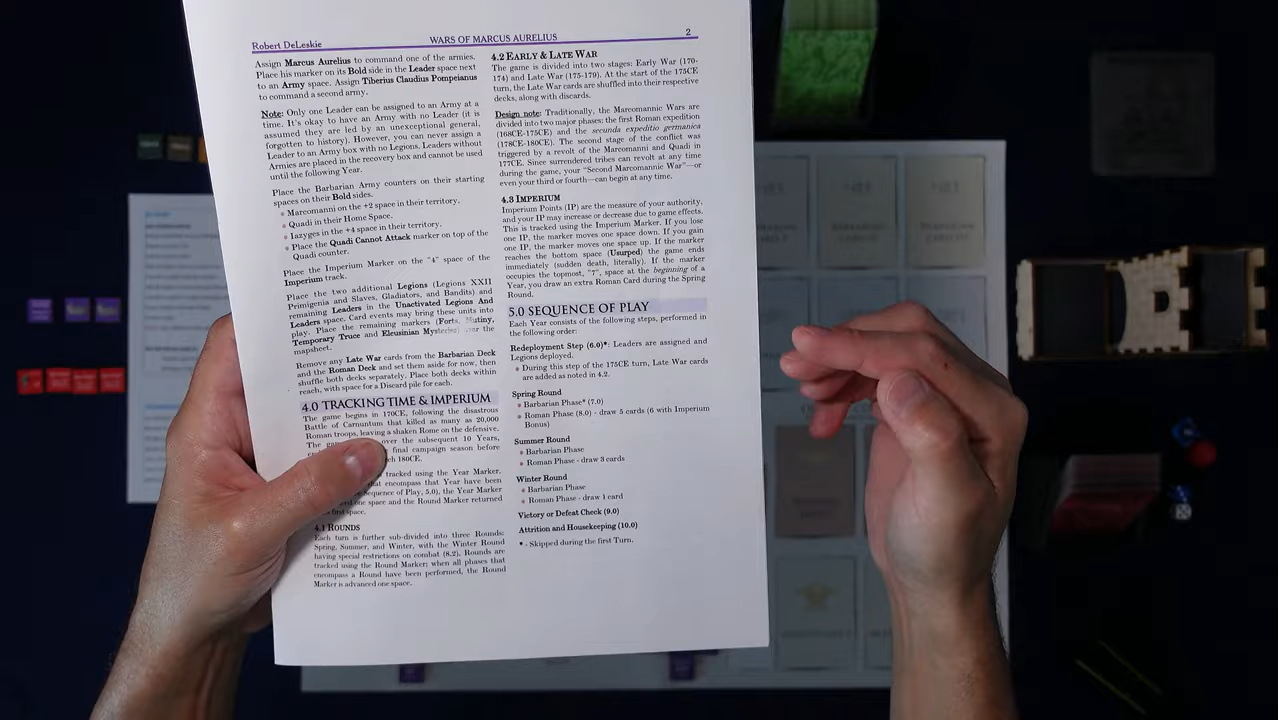 Robert DeLeskie
WARS OF MARCUS AURELIUS
2
Assign Marcus Aurelius to command one of the armies.
Place his marker on its Bold side in the Leader space next
to an Army space. Assign Tiberius Claudius Pompeianus
to command a second army.
Note: Only one Leader can be assigned to an Army at a
time. It's okay to have an Army with no Leader (it is
assumed they are led by an unexceptional general,
forgotten to history). However, you can never assign a
Leader to an Army box with no Legions. Leaders without
Armies are placed in the recovery box and cannot be used
until the following Year.
Place the Barbarian Army counters on their starting
spaces on their Bold sides.
• Marcomanni on the +2 space in their territory.
• Quadi in their Home Space.
• Iazyges in the +4 space in their territory.
• Place the Quadi Cannot Attack marker on top of the
Quadi counter.
Place the Imperium Marker on the "4" space of the
Imperium track.
Place the two additional Legions (Legions XXII
Primigenia and Slaves, Gladiators, and Bandits) and
remaining Leaders in the Unactivated Legions And
Leaders space. Card events may bring these units into
play. Place the remaining markers (Forts, Mutiny,
Temporary Truce and Eleusinian Mysteries) the
mapsheet.
Remove any Late War cards from the Barbarian Deck
and the Roman Deck and set them aside for now, then
shuffle both decks separately. Place both decks within
reach, with space for a Discard pile for each.
4.0 TRACKING TIME & IMPERIUM
The game begins in 170CE, following the disastrous
Battle of Carnuntum that killed as many as 20,000
Roman troops, leaving a shaken Rome on the defensive.
The over the subsequent 10 Years,
final campaign season before
180CE.
tracked using the Year Marker.
that encompass that Year have been
Sequence of Play, 5.0), the Year Marker
one space and the Round Marker returned
first space.
4.1 ROUNDS
Each turn is further sub-divided into three Rounds:
Spring, Summer, and Winter, with the Winter Round
having special restrictions on combat (8.2). Rounds are
tracked using the Round Marker; when all phases that
encompass a Round have been performed, the Round
Marker is advanced one space.
4.2 EARLY & LATE WAR
The game is divided into two stages: Early War (170-
174) and Late War (175-179). At the start of the 175CE
turn, the Late War cards are shuffled into their respective
decks, along with discards.
Design note: Traditionally, the Marcomannic Wars are
divided into two major phases: the first Roman expedition
(168CE-175CE) and the secunda expeditio germanica
(178CE-180CE). The second stage of the conflict was
triggered by a revolt of the Marcomanni and Quadi in
177CE. Since surrendered tribes can revolt at any time
during the game, your "Second Marcomannic War"—or
even your third or fourth—can begin at any time.
4.3 IMPERIUM
Imperium Points (IP) are the measure of your authority,
and your IP may increase or decrease due to game effects.
This is tracked using the Imperium Marker. If you lose
one IP, the marker moves one space down. If you gain
one IP, the marker moves one space up. If the marker
reaches the bottom space (Usurped) the game ends
immediately (sudden death, literally). If the marker
occupies the topmost, "7", space at the beginning of a
Year, you draw an extra Roman Card during the Spring
Round.
5.0 SEQUENCE OF PLAY
Each Year consists of the following steps, performed in
the following order:
Redeployment Step (6.0)*: Leaders are assigned and
Legions deployed.
• During this step of the 175CE turn, Late War cards
are added as noted in 4.2.
Spring Round
• Barbarian Phase* (7.0)
• Roman Phase (8.0) - draw 5 cards (6 with Imperium
Bonus)
Summer Round
• Barbarian Phase
• Roman Phase - draw 3 cards
Winter Round
• Barbarian Phase
• Roman Phase - draw 1 card
Victory or Defeat Check (9.0)
Attrition and Housekeeping (10.0)
* - Skipped during the first Turn.